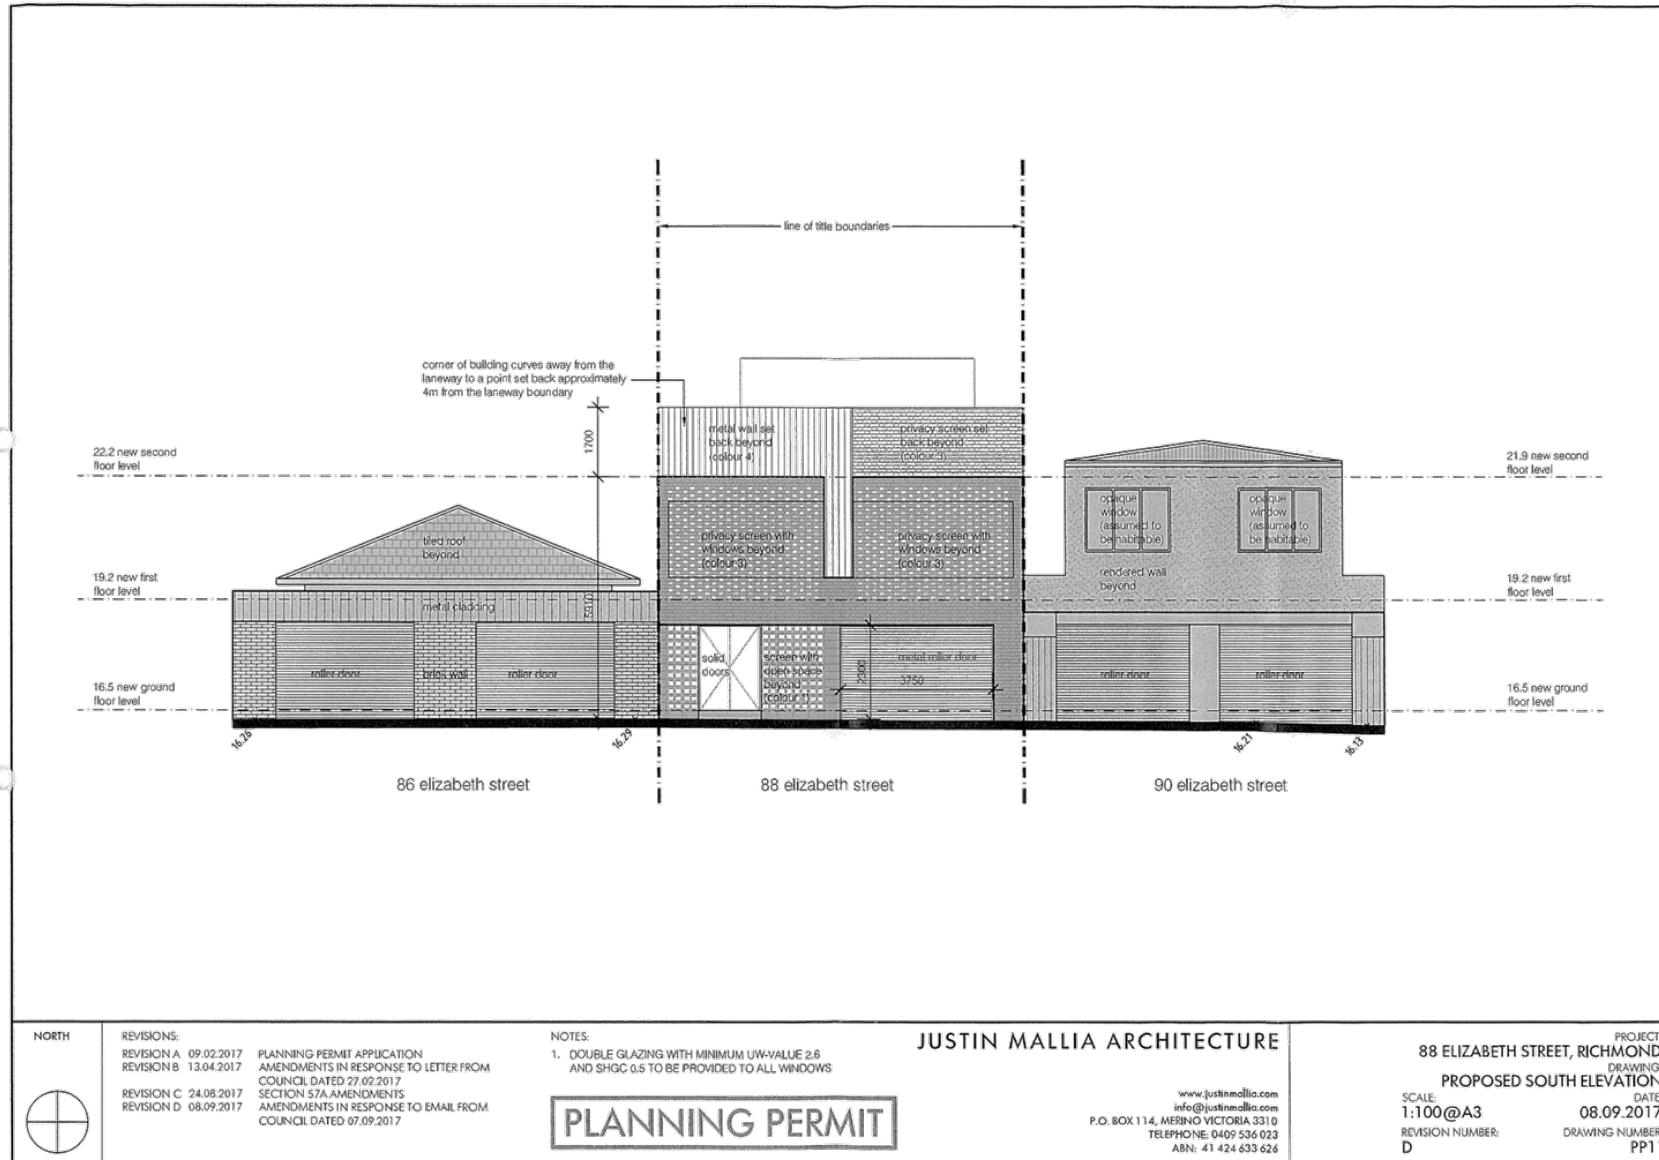 line of title boundaries
corner of building curves away from the
laneway to a point set back approximately
4m from the laneway boundary
1700
metal wall set
back beyond
(colour 4)
privacy screen set
back beyond
(colour 3)
22.2 new second
floor level
21.9 new second
floor level
opaque
window
(assumed to
be habitable)
opaque
window
(assumed to
be habitable)
tiled roof
beyond
privacy screen with
windows beyond
(colour 3)
privacy screen with
windows beyond
(colour 3)
rendered wall
beyond
19.2 new first
floor level
19.2 new first
floor level
metal cladding
5910
solid
doors
screen with
open space
beyond
(colour 1)
metal roller door
2300
3750
roller door
brick wall
roller door
roller door
roller door
16.5 new ground
floor level
16.5 new ground
floor level
16.26
16.29
16.21
16.13
86 elizabeth street
88 elizabeth street
90 elizabeth street
NORTH
REVISIONS:
REVISION A 09.02.2017 PLANNING PERMIT APPLICATION
REVISION B 13.04.2017 AMENDMENTS IN RESPONSE TO LETTER FROM
COUNCIL DATED 27.02.2017
REVISION C 24.08.2017 SECTION 57A AMENDMENTS
REVISION D 08.09.2017 AMENDMENTS IN RESPONSE TO EMAIL FROM
COUNCIL DATED 07.09.2017
NOTES:
1. DOUBLE GLAZING WITH MINIMUM UW-VALUE 2.6
AND SHGC 0.5 TO BE PROVIDED TO ALL WINDOWS
PLANNING PERMIT
JUSTIN MALLIA ARCHITECTURE
www.justinmallia.com
info@justinmallia.com
P.O. BOX 114, MERINO VICTORIA 3310
TELEPHONE: 0409 536 023
ABN: 41 424 633 626
PROJECT
88 ELIZABETH STREET, RICHMOND
DRAWING
PROPOSED SOUTH ELEVATION
SCALE: DATE
1:100@A3 08.09.2017
REVISION NUMBER: DRAWING NUMBER
D PP1